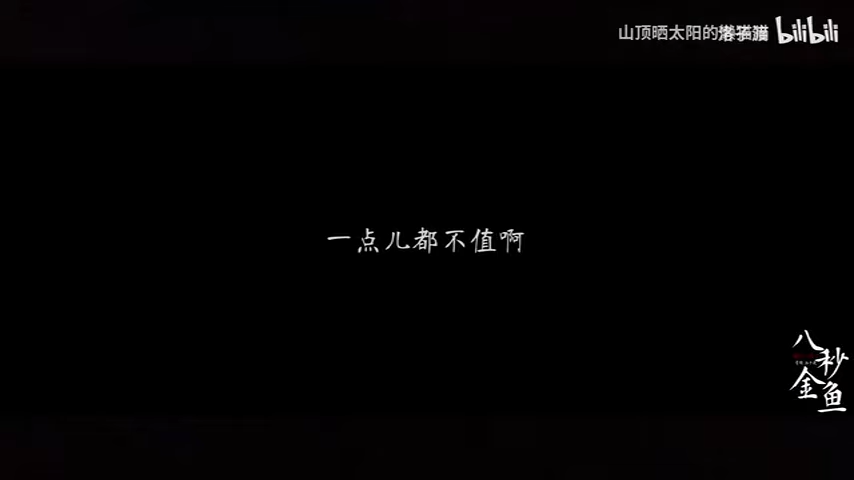 山顶晒太阳的
bilibili
一点儿都不值啊
八秒
金鱼